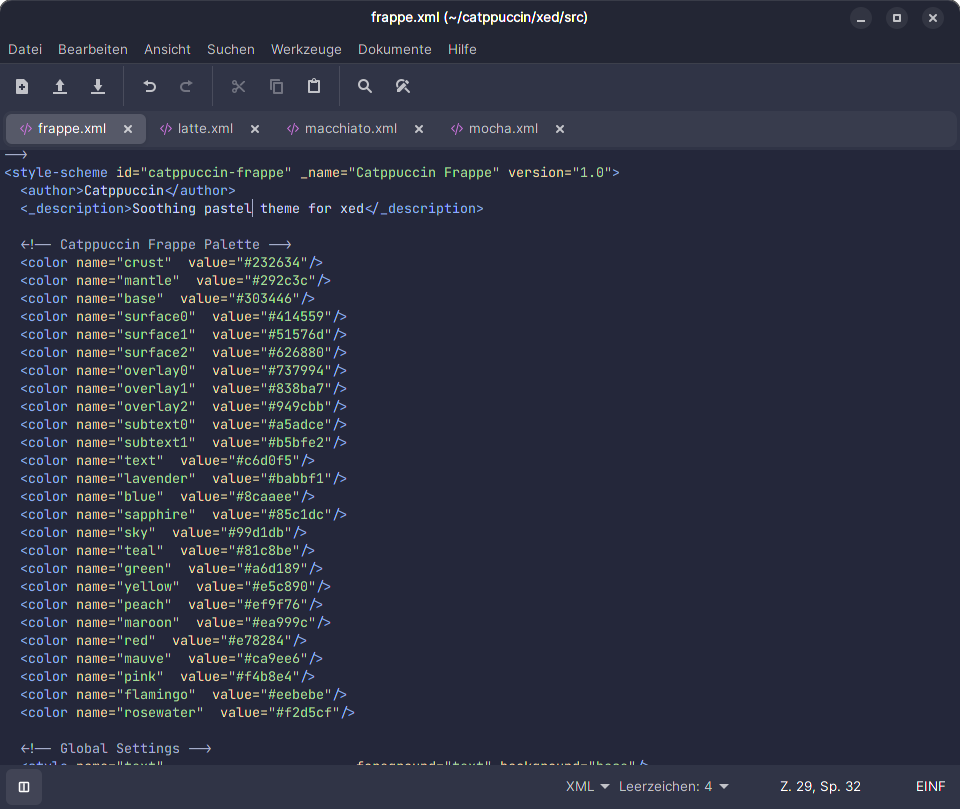 frappe.xml (~/catppuccin/xed/src)
Datei Bearbeiten Ansicht Suchen Werkzeuge Dokumente Hilfe
frappe.xml latte.xml macchiato.xml mocha.xml
-->
<style-scheme id="catppuccin-frappe" _name="Catppuccin Frappe" version="1.0">
  <author>Catppuccin</author>
  <_description>Soothing pastel theme for xed</_description>
  <!-- Catppuccin Frappe Palette -->
  <color name="crust"  value="#232634"/>
  <color name="mantle"  value="#292c3c"/>
  <color name="base"  value="#303446"/>
  <color name="surface0"  value="#414559"/>
  <color name="surface1"  value="#51576d"/>
  <color name="surface2"  value="#626880"/>
  <color name="overlay0"  value="#737994"/>
  <color name="overlay1"  value="#838ba7"/>
  <color name="overlay2"  value="#949cbb"/>
  <color name="subtext0"  value="#a5adce"/>
  <color name="subtext1"  value="#b5bfe2"/>
  <color name="text"  value="#c6d0f5"/>
  <color name="lavender"  value="#babbf1"/>
  <color name="blue"  value="#8caaee"/>
  <color name="sapphire"  value="#85c1dc"/>
  <color name="sky"  value="#99d1db"/>
  <color name="teal"  value="#81c8be"/>
  <color name="green"  value="#a6d189"/>
  <color name="yellow"  value="#e5c890"/>
  <color name="peach"  value="#ef9f76"/>
  <color name="maroon"  value="#ea999c"/>
  <color name="red"  value="#e78284"/>
  <color name="mauve"  value="#ca9ee6"/>
  <color name="pink"  value="#f4b8e4"/>
  <color name="flamingo"  value="#eebebe"/>
  <color name="rosewater"  value="#f2d5cf"/>
  <!-- Global Settings -->
  <style name="text" foreground="text" background="base"/>
XML Leerzeichen: 4 Z. 29, Sp. 32 EINF